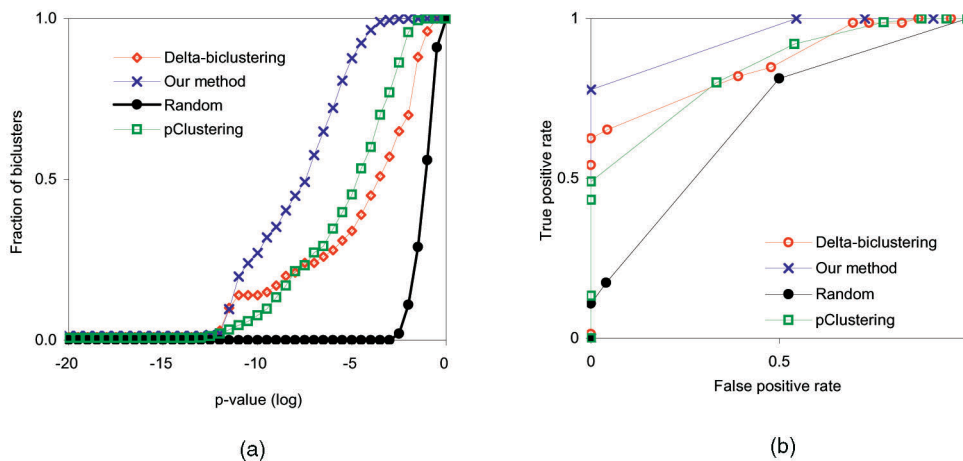 1.0
Delta-biclustering
Our method
Random
pClustering
Fraction of biclusters
0.5
0.0
-20
-15
-10
-5
0
p-value (log)
(a)
1
Delta-biclustering
Our method
Random
pClustering
True positive rate
0.5
0
0
0.5
False positive rate
(b)